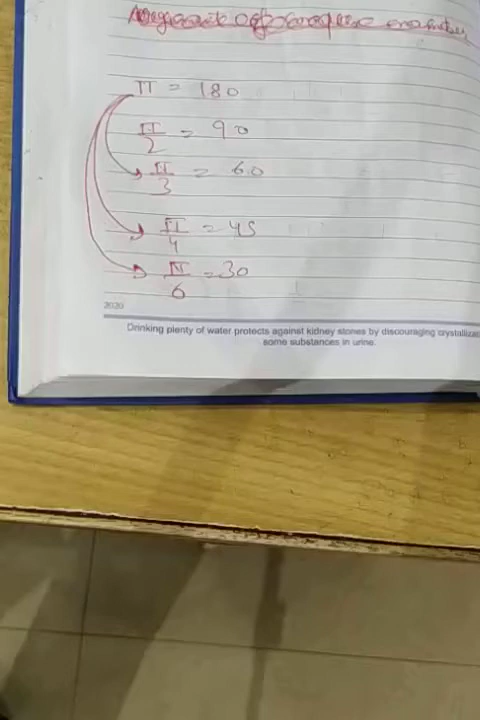 π = 180
π/2 = 90
π/3 = 60
π/4 = 45
π/6 = 30
2020
Drinking plenty of water protects against kidney stones by discouraging
some substances in urine.